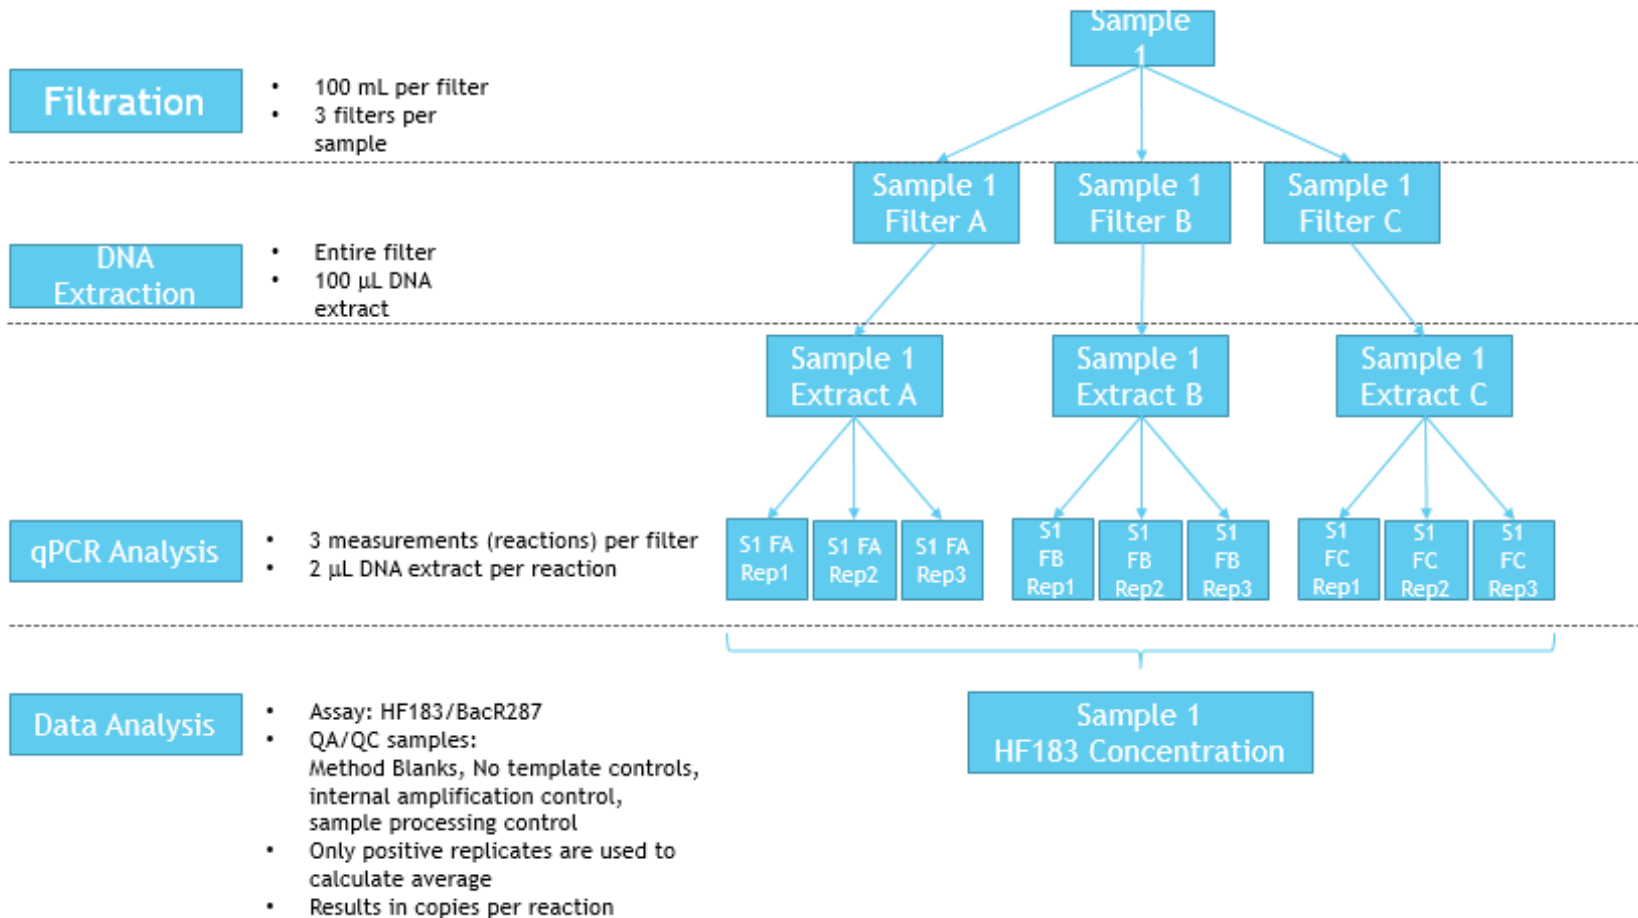 Sample
1
Filtration
• 100 mL per filter
• 3 filters per
sample
Sample 1
Filter A
Sample 1
Filter B
Sample 1
Filter C
DNA
Extraction
• Entire filter
• 100 µL DNA
extract
Sample 1
Extract A
Sample 1
Extract B
Sample 1
Extract C
qPCR Analysis
• 3 measurements (reactions) per filter
• 2 µL DNA extract per reaction
S1 FA
Rep1
S1 FA
Rep2
S1 FA
Rep3
S1
FB
Rep1
S1
FB
Rep2
S1
FB
Rep3
S1
FC
Rep1
S1
FC
Rep2
S1
FC
Rep3
Data Analysis
• Assay: HF183/BacR287
• QA/QC samples:
Method Blanks, No template controls,
internal amplification control,
sample processing control
• Only positive replicates are used to
calculate average
• Results in copies per reaction
Sample 1
HF183 Concentration